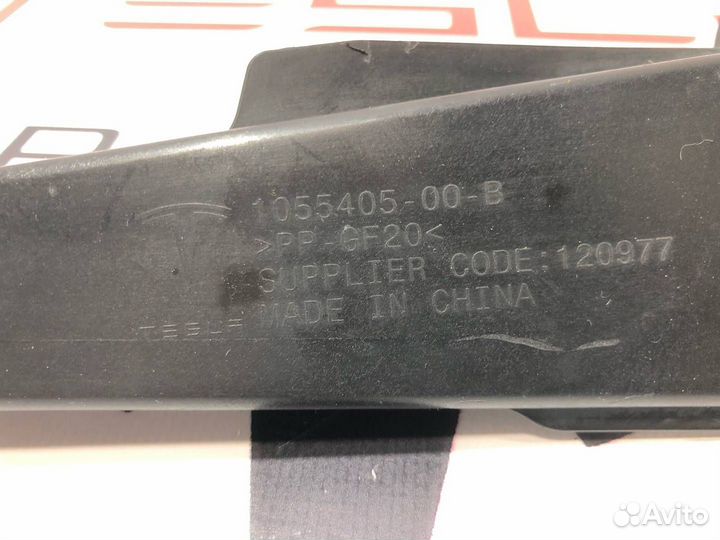 1055405-00-B
>PP-GF20<
SUPPLIER CODE:120977
MADE IN CHINA
TESLA
Avito